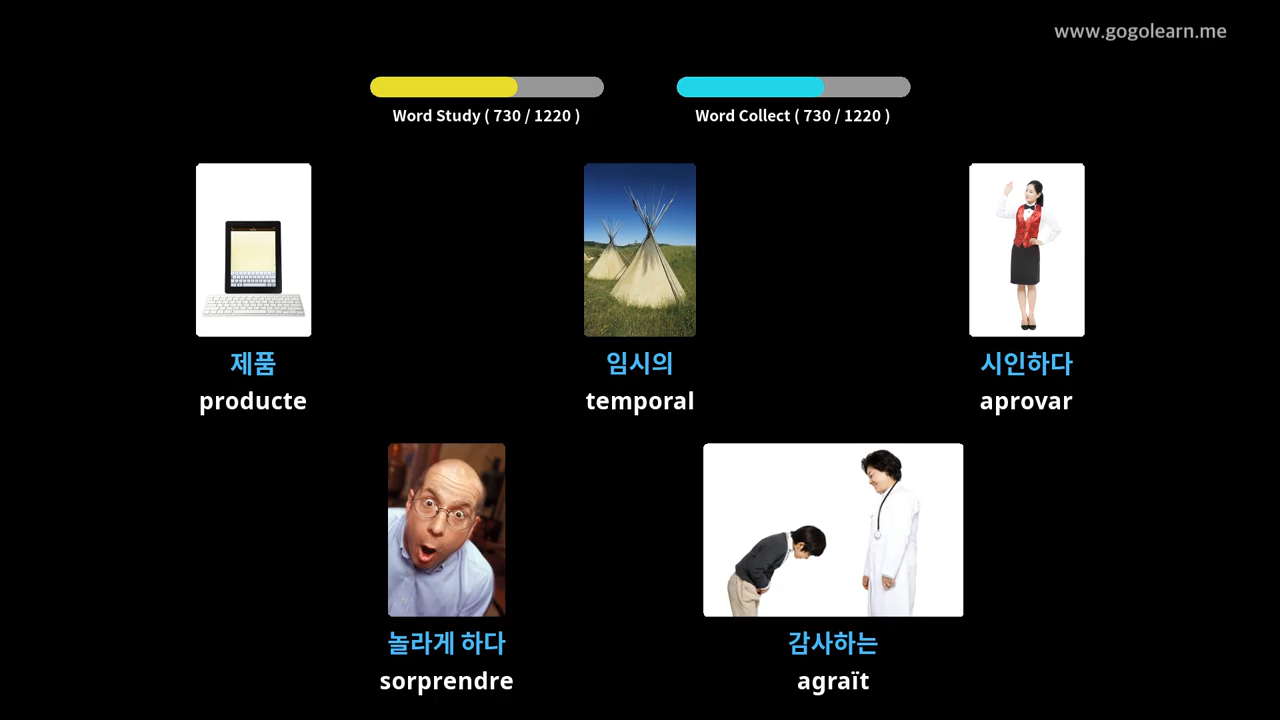 www.gogolearn.me
Word Study ( 730 / 1220 )
Word Collect ( 730 / 1220 )
제품
producte
임시의
temporal
시인하다
aprovar
놀라게 하다
sorprendre
감사하는
agraït